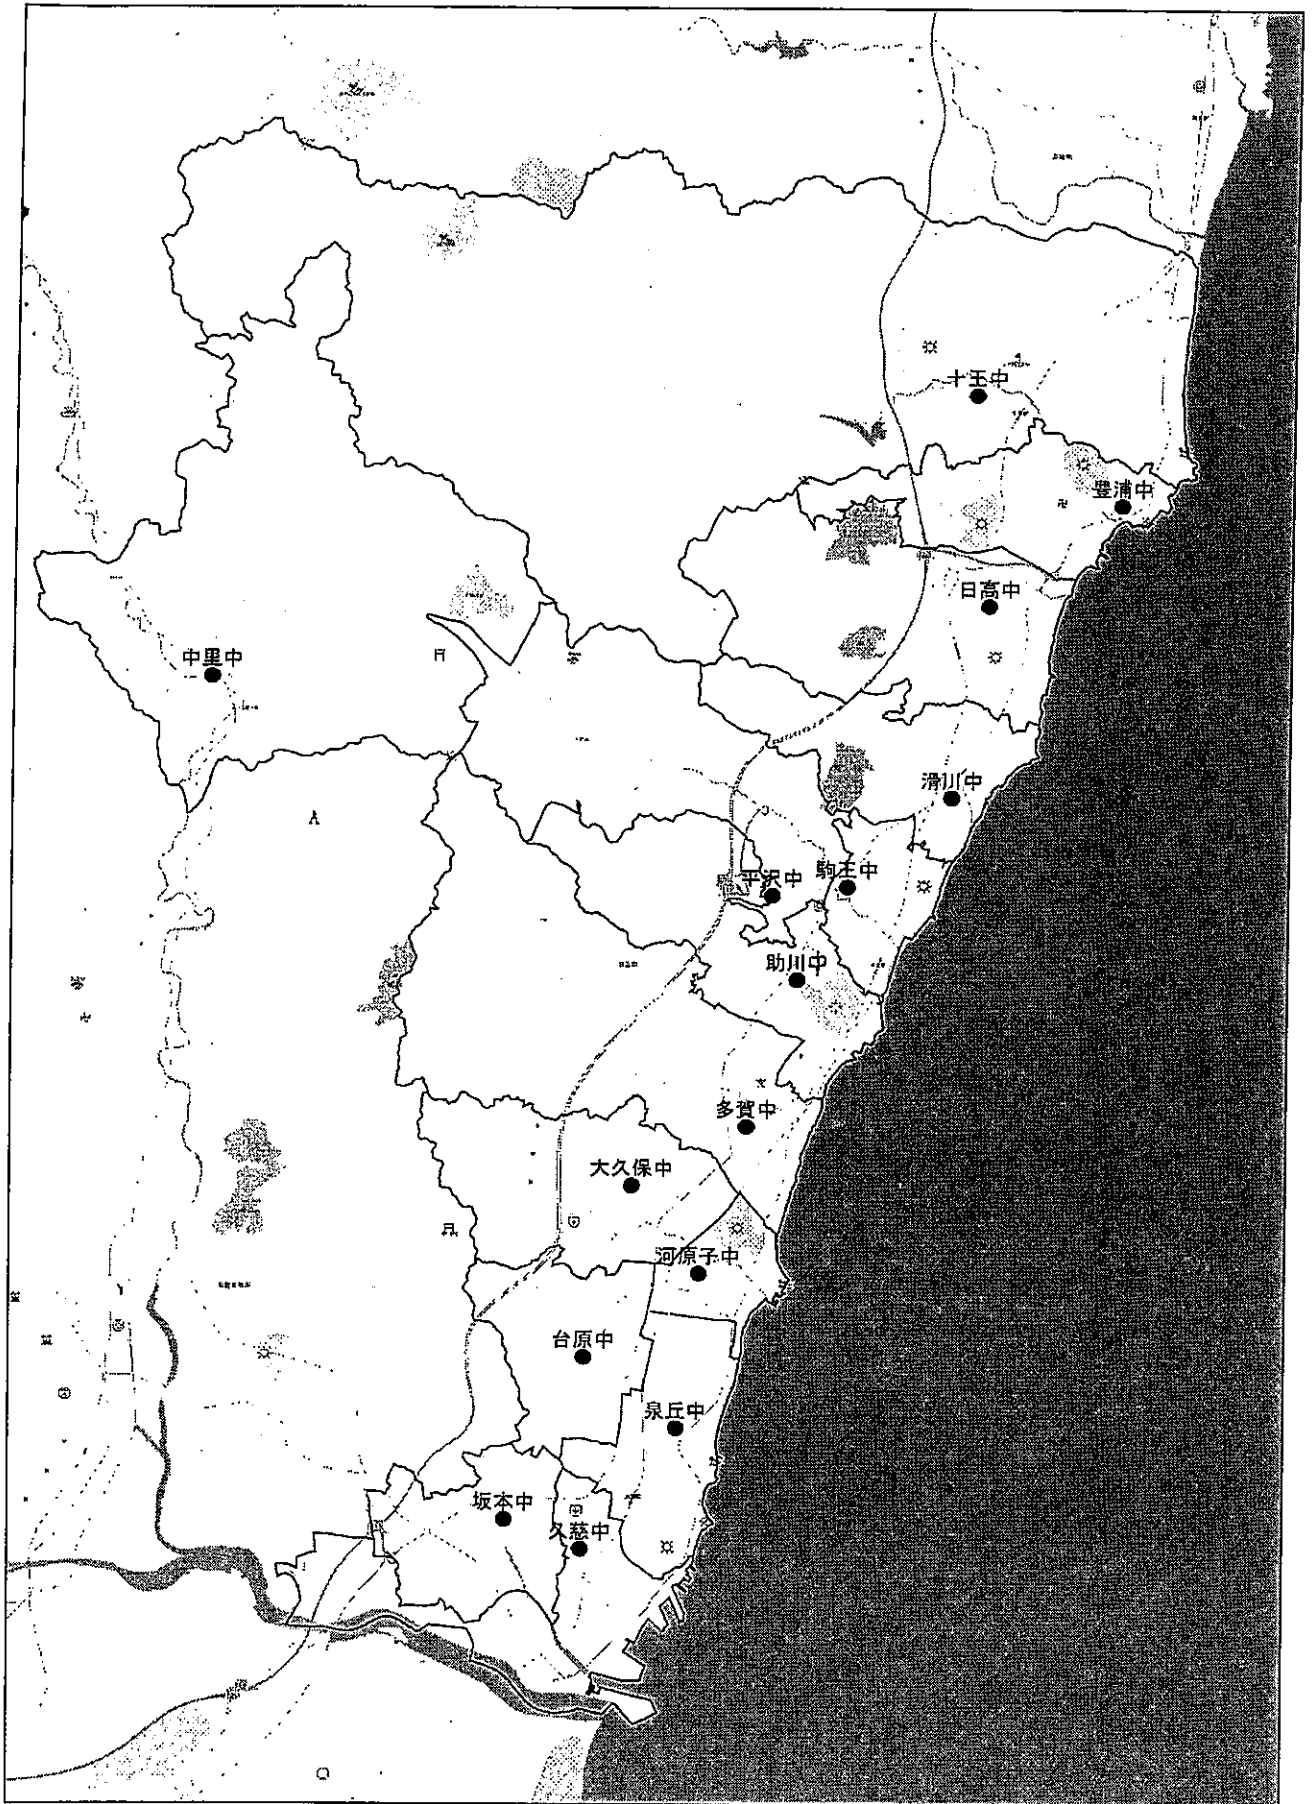 十王中
豊浦中
日高中
中里中
滑川中
平沢中
駒王中
助川中
多賀中
大久保中
河原子中
台原中
泉丘中
坂本中
久慈中